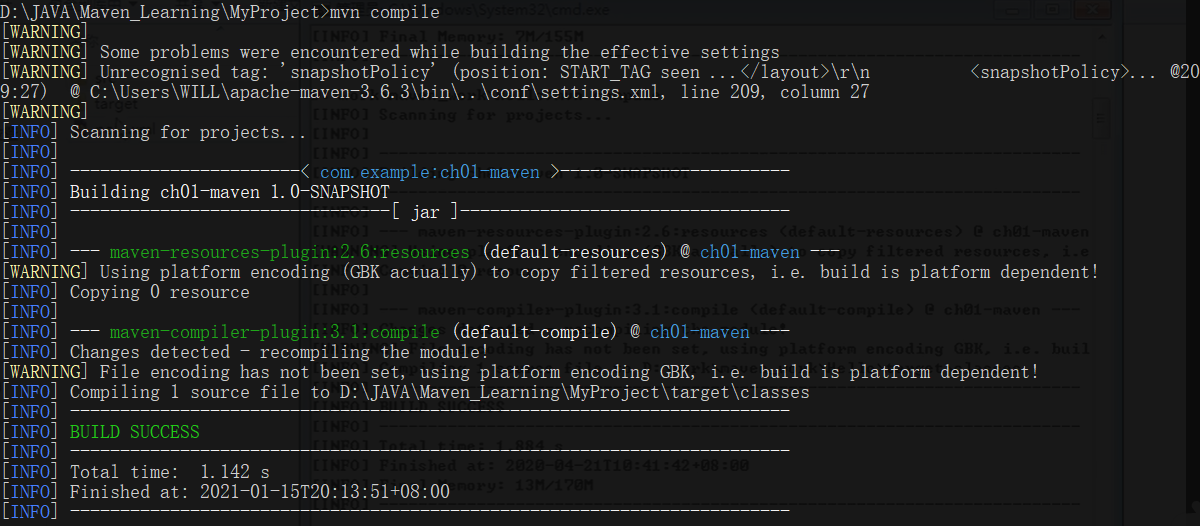 D:\JAVA\Maven_Learning\MyProject>mvn compile
[WARNING]
[WARNING] Some problems were encountered while building the effective settings
[WARNING] Unrecognised tag: 'snapshotPolicy' (position: START_TAG seen ...</layout>\r\n          <snapshotPolicy>... @20
9:27)  @ C:\Users\WILL\apache-maven-3.6.3\bin\..\conf\settings.xml, line 209, column 27
[WARNING]
[INFO] Scanning for projects...
[INFO]
[INFO] -----------------------< com.example:ch01-maven >-----------------------
[INFO] Building ch01-maven 1.0-SNAPSHOT
[INFO] --------------------------------[ jar ]---------------------------------
[INFO]
[INFO] --- maven-resources-plugin:2.6:resources (default-resources) @ ch01-maven ---
[WARNING] Using platform encoding (GBK actually) to copy filtered resources, i.e. build is platform dependent!
[INFO] Copying 0 resource
[INFO]
[INFO] --- maven-compiler-plugin:3.1:compile (default-compile) @ ch01-maven ---
[INFO] Changes detected - recompiling the module!
[WARNING] File encoding has not been set, using platform encoding GBK, i.e. build is platform dependent!
[INFO] Compiling 1 source file to D:\JAVA\Maven_Learning\MyProject\target\classes
[INFO] ------------------------------------------------------------------------
[INFO] BUILD SUCCESS
[INFO] ------------------------------------------------------------------------
[INFO] Total time:  1.142 s
[INFO] Finished at: 2021-01-15T20:13:51+08:00
[INFO] ------------------------------------------------------------------------